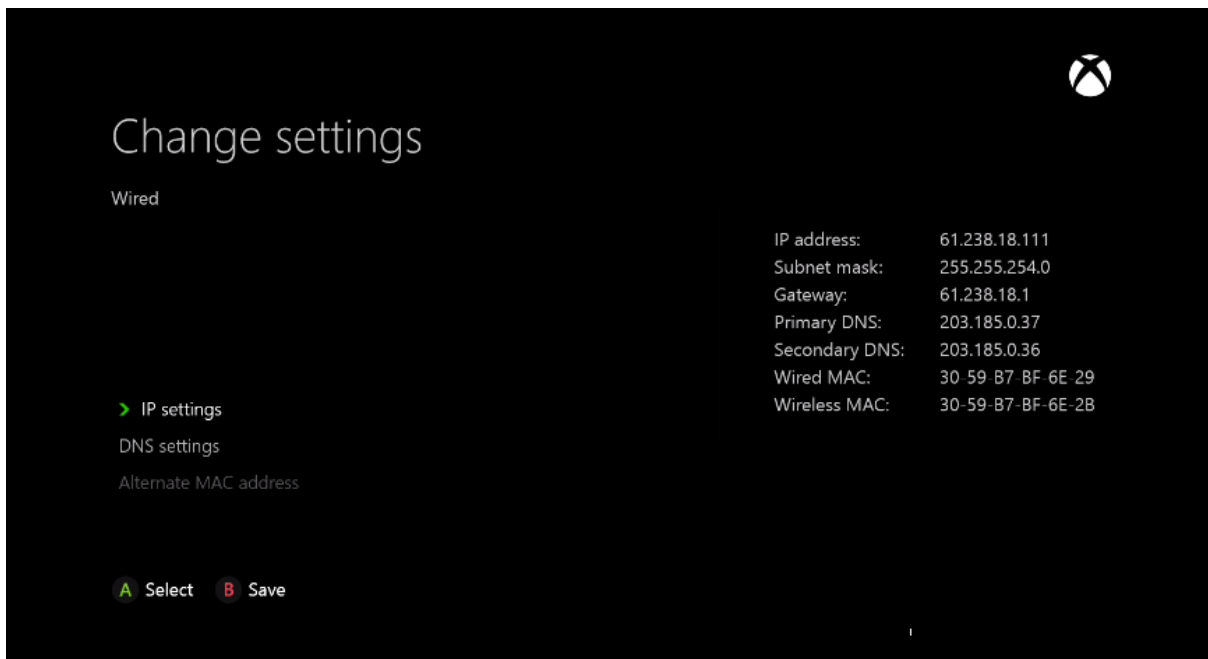 Change settings
Wired
IP address: 61.238.18.111
Subnet mask: 255.255.254.0
Gateway: 61.238.18.1
Primary DNS: 203.185.0.37
Secondary DNS: 203.185.0.36
Wired MAC: 30-59-B7-BF-6E-29
Wireless MAC: 30-59-B7-BF-6E-2B
IP settings
DNS settings
Alternate MAC address
A Select B Save